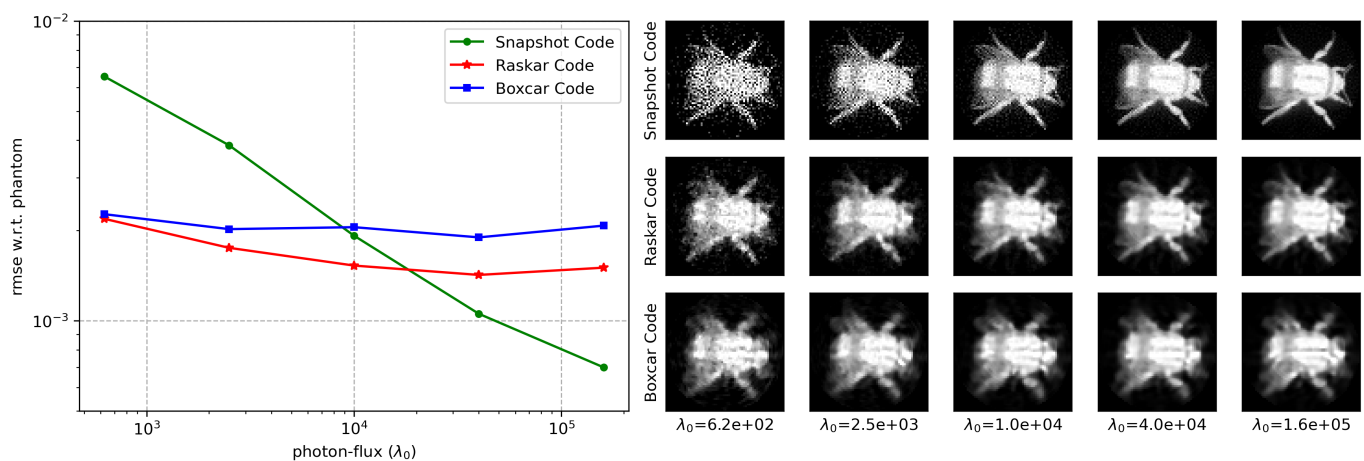 10⁻²
10⁻³
rmse w.r.t. phantom
Snapshot Code
Raskar Code
Boxcar Code
10³
10⁴
10⁵
photon-flux (λ₀)
Snapshot Code
Raskar Code
Boxcar Code
λ₀=6.2e+02
λ₀=2.5e+03
λ₀=1.0e+04
λ₀=4.0e+04
λ₀=1.6e+05